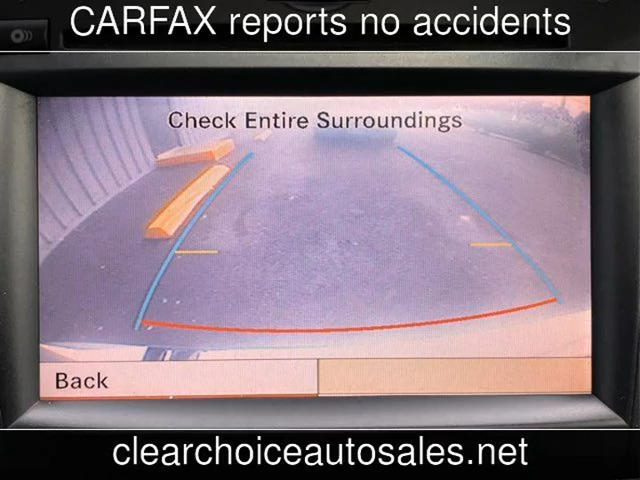 CARFAX reports no accidents
Check Entire Surroundings
Back
clearchoiceautosales.net